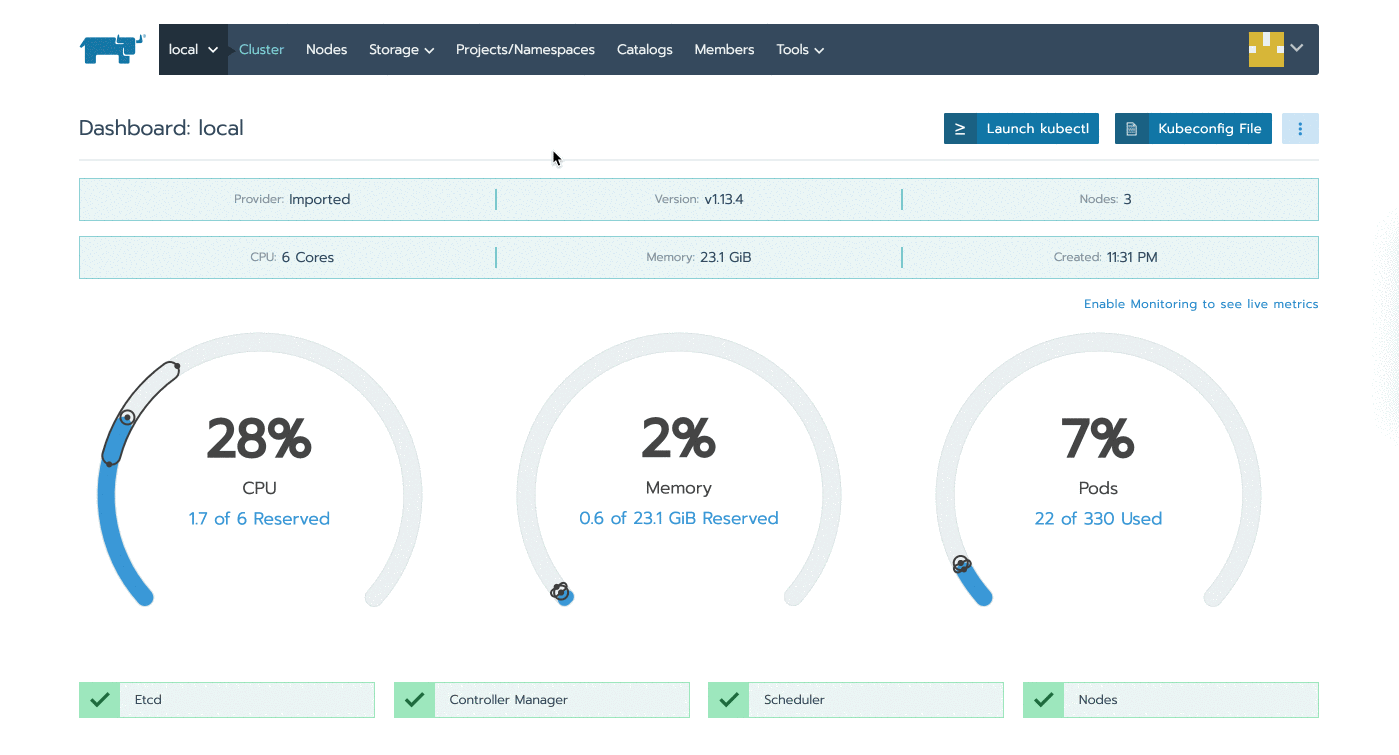 local Cluster Nodes Storage Projects/Namespaces Catalogs Members Tools
Dashboard: local
Launch kubectl Kubeconfig File
Provider: Imported Version: v1.13.4 Nodes: 3
CPU: 6 Cores Memory: 23.1 GiB Created: 11:31 PM
Enable Monitoring to see live metrics
28% 2% 7%
CPU Memory Pods
1.7 of 6 Reserved 0.6 of 23.1 GiB Reserved 22 of 330 Used
Etcd Controller Manager Scheduler Nodes